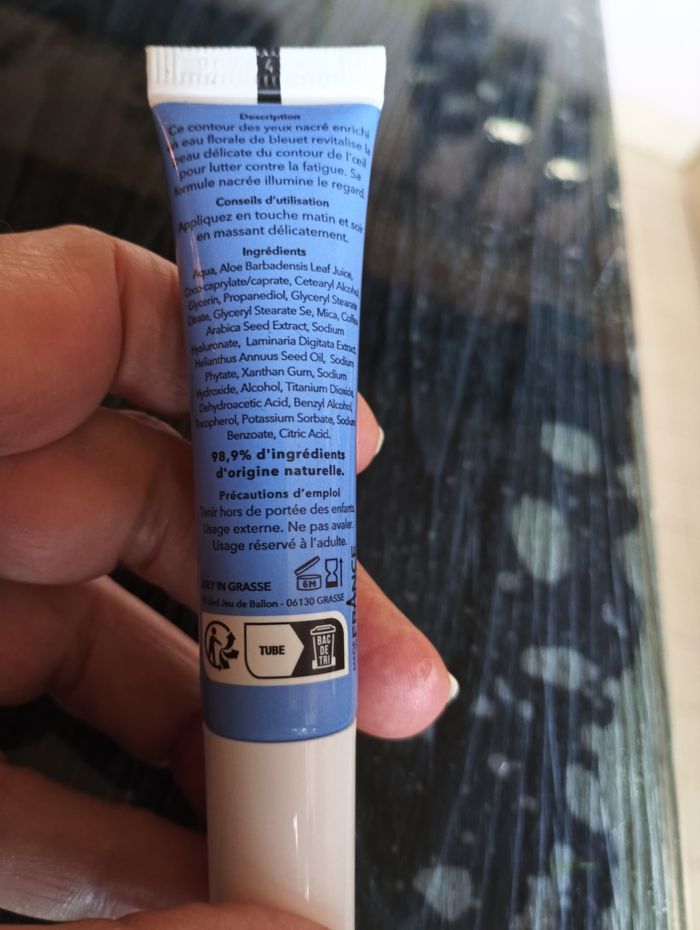 4
Description
Ce contour des yeux nacré enrichi
en eau florale de bleuet revitalise la
peau délicate du contour de l'œil
pour lutter contre la fatigue. Sa
formule nacrée illumine le regard.
Conseils d'utilisation
Appliquez en touche matin et soir
en massant délicatement.
Ingrédients
Aqua, Aloe Barbadensis Leaf Juice,
Coco-caprylate/caprate, Cetearyl Alcohol,
Glycerin, Propanediol, Glyceryl Stearate
Citrate, Glyceryl Stearate Se, Mica, Coffea
Arabica Seed Extract, Sodium
Hyaluronate, Laminaria Digitata Extract,
Helianthus Annuus Seed Oil, Sodium
Phytate, Xanthan Gum, Sodium
Hydroxide, Alcohol, Titanium Dioxide,
Dehydroacetic Acid, Benzyl Alcohol,
Tocopherol, Potassium Sorbate, Sodium
Benzoate, Citric Acid.
98,9% d'ingrédients
d'origine naturelle.
Précautions d'emploi
Tenir hors de portée des enfants.
Usage externe. Ne pas avaler.
Usage réservé à l'adulte.
6M
IN GRASSE
Jeu de Ballon - 06130 GRASSE
FRANCE
TUBE
BAC
DE
TRI